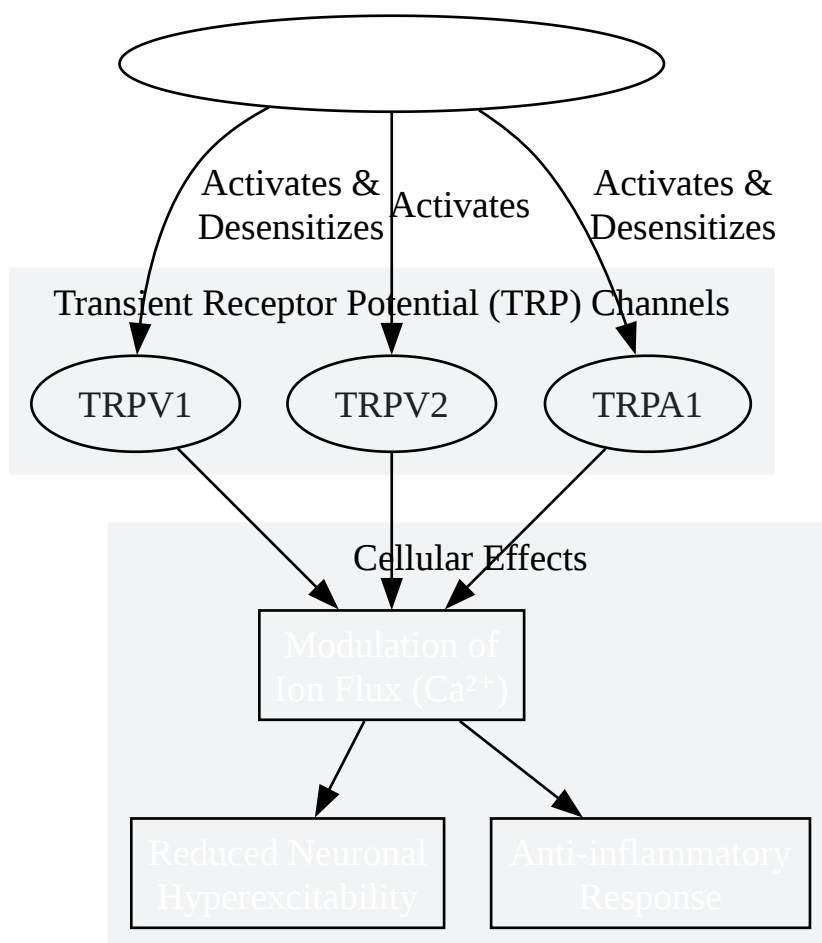 Activates &
Desensitizes
Activates
Activates &
Desensitizes
Transient Receptor Potential (TRP) Channels
TRPV1
TRPV2
TRPA1
Cellular Effects
Modulation of
Ion Flux (Ca²⁺)
Reduced Neuronal
Hyperexcitability
Anti-inflammatory
Response